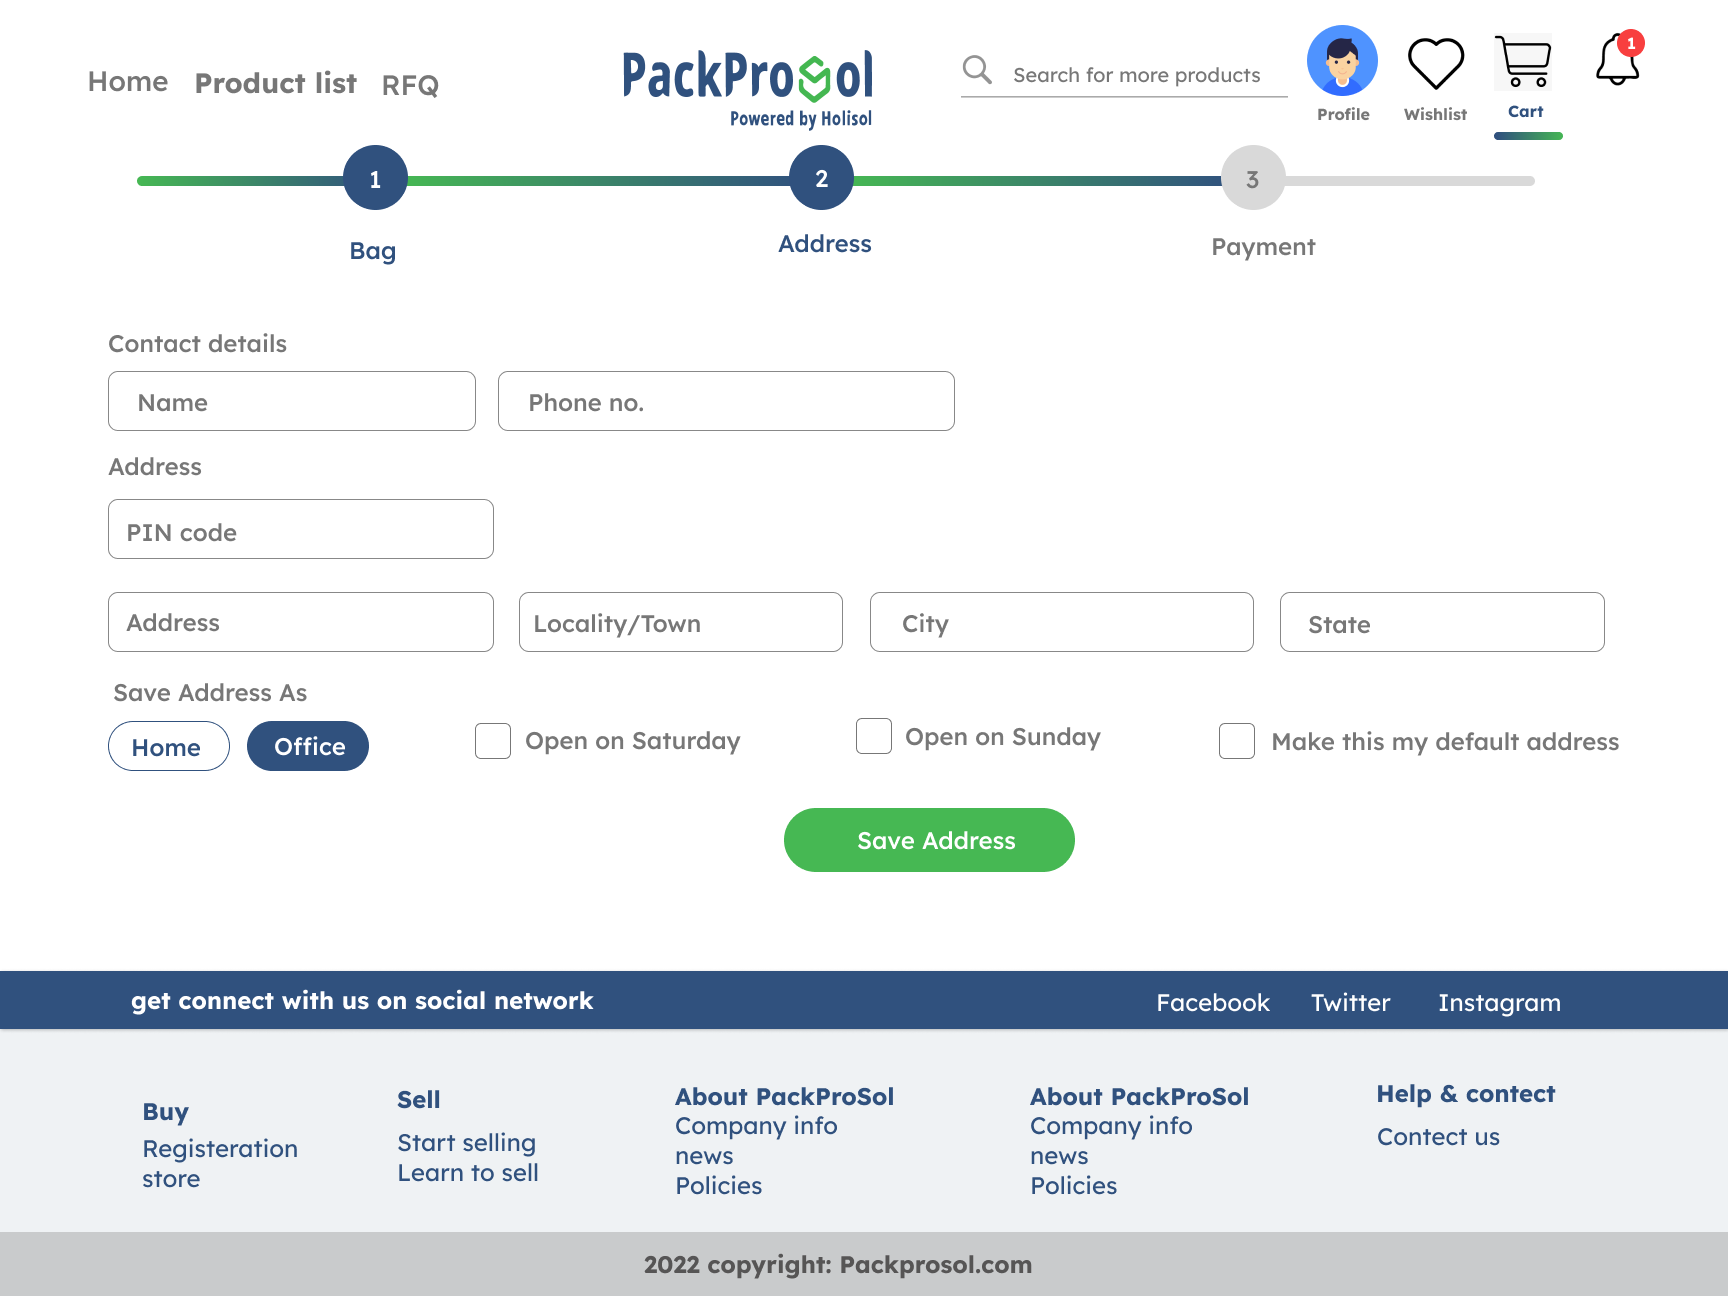 Home Product list RFQ
PackProSol
Powered by Holisol
Search for more products
Profile
Wishlist
Cart
1
1
2
3
Bag
Address
Payment
Contact details
Name
Phone no.
Address
PIN code
Address
Locality/Town
City
State
Save Address As
Home
Office
Open on Saturday
Open on Sunday
Make this my default address
Save Address
get connect with us on social network
Facebook
Twitter
Instagram
Buy
Registeration
store
Sell
Start selling
Learn to sell
About PackProSol
Company info
news
Policies
About PackProSol
Company info
news
Policies
Help & contect
Contect us
2022 copyright: Packprosol.com